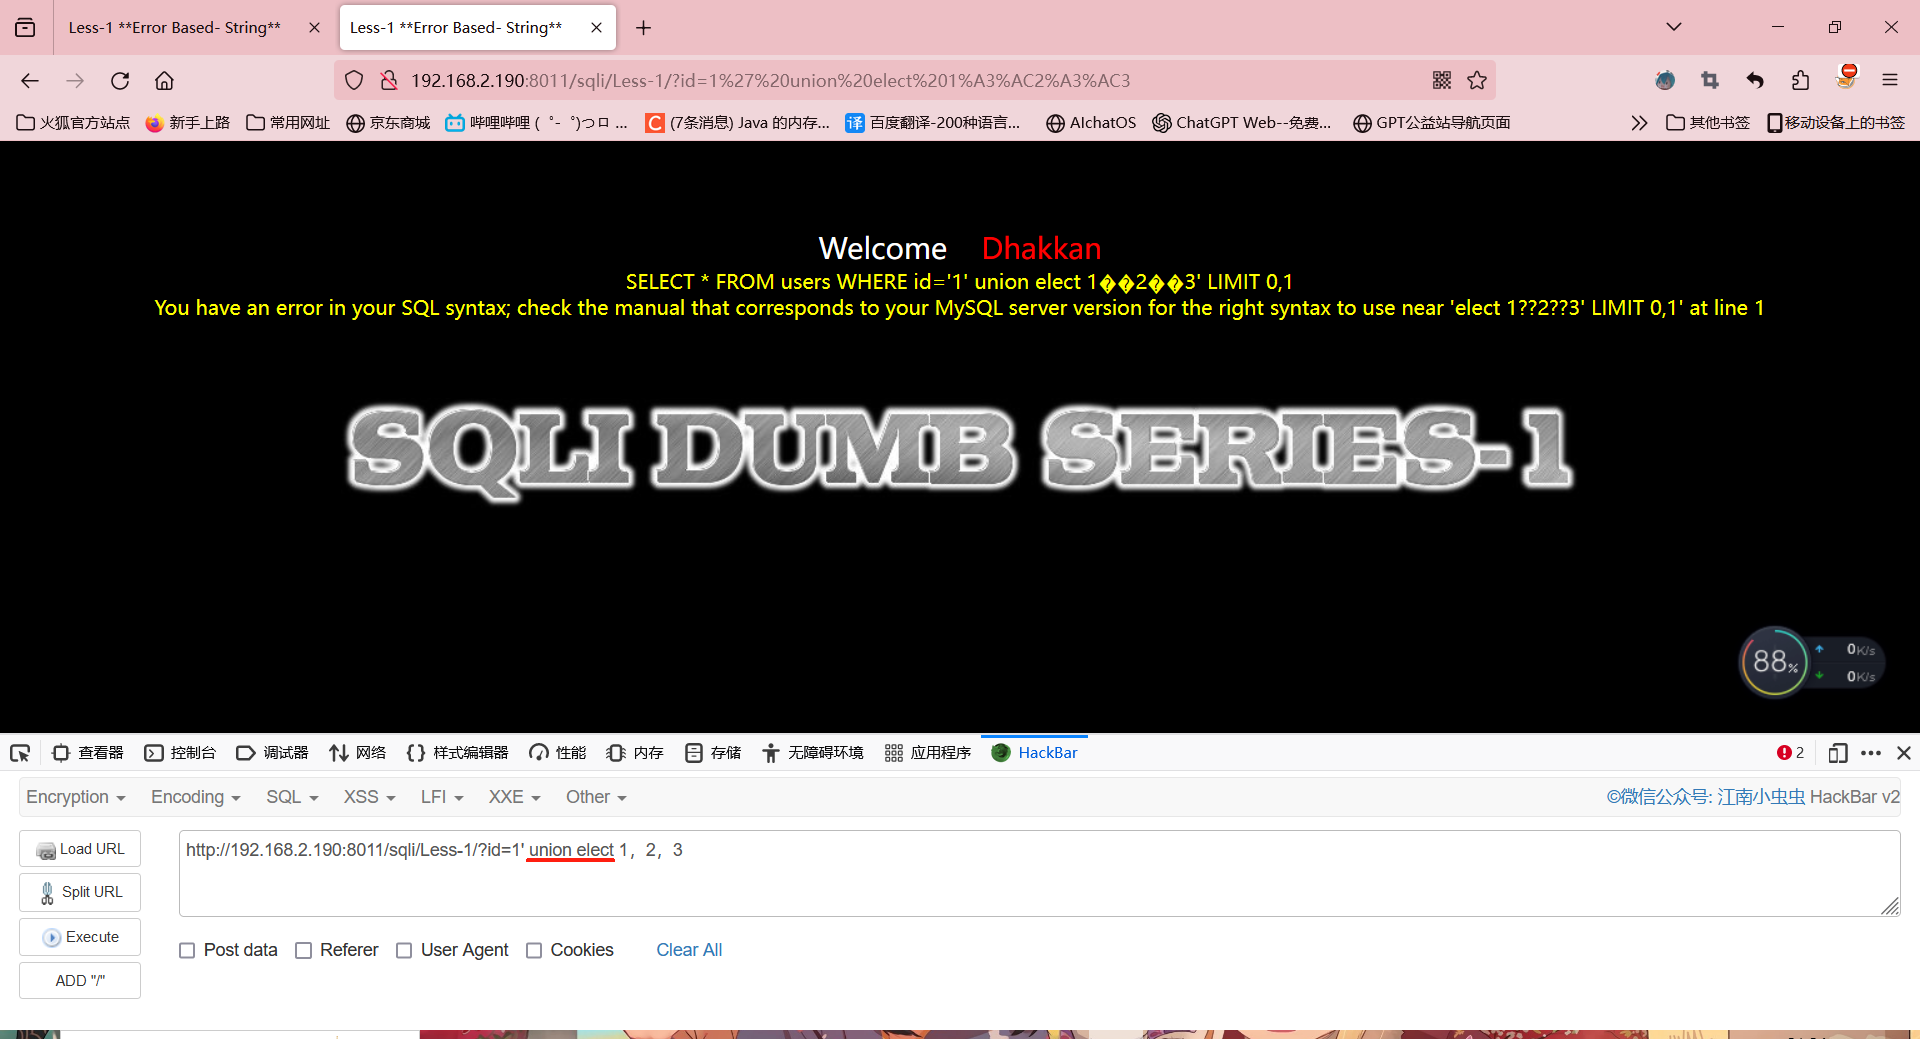 Less-1 **Error Based- String**
Less-1 **Error Based- String**
192.168.2.190:8011/sqli/Less-1/?id=1%27%20union%20elect%201%A3%AC2%A3%AC3
火狐官方站点
新手上路
常用网址
京东商城
哔哩哔哩 ( ゜- ゜)つロ ...
(7条消息) Java 的内存...
译 百度翻译-200种语言...
AIchatOS
ChatGPT Web--免费...
GPT公益站导航页面
其他书签
移动设备上的书签
Welcome Dhakkan
SELECT * FROM users WHERE id='1' union elect 1��2��3' LIMIT 0,1
You have an error in your SQL syntax; check the manual that corresponds to your MySQL server version for the right syntax to use near 'elect 1??2??3' LIMIT 0,1' at line 1
SQLI DUMB SERIES-1
88%
0K/s
0K/s
查看器
控制台
调试器
网络
样式编辑器
性能
内存
存储
无障碍环境
应用程序
HackBar
2
Encryption
Encoding
SQL
XSS
LFI
XXE
Other
©微信公众号: 江南小虫虫 HackBar v2
Load URL
http://192.168.2.190:8011/sqli/Less-1/?id=1' union elect 1，2，3
Split URL
Execute
ADD "/"
Post data
Referer
User Agent
Cookies
Clear All